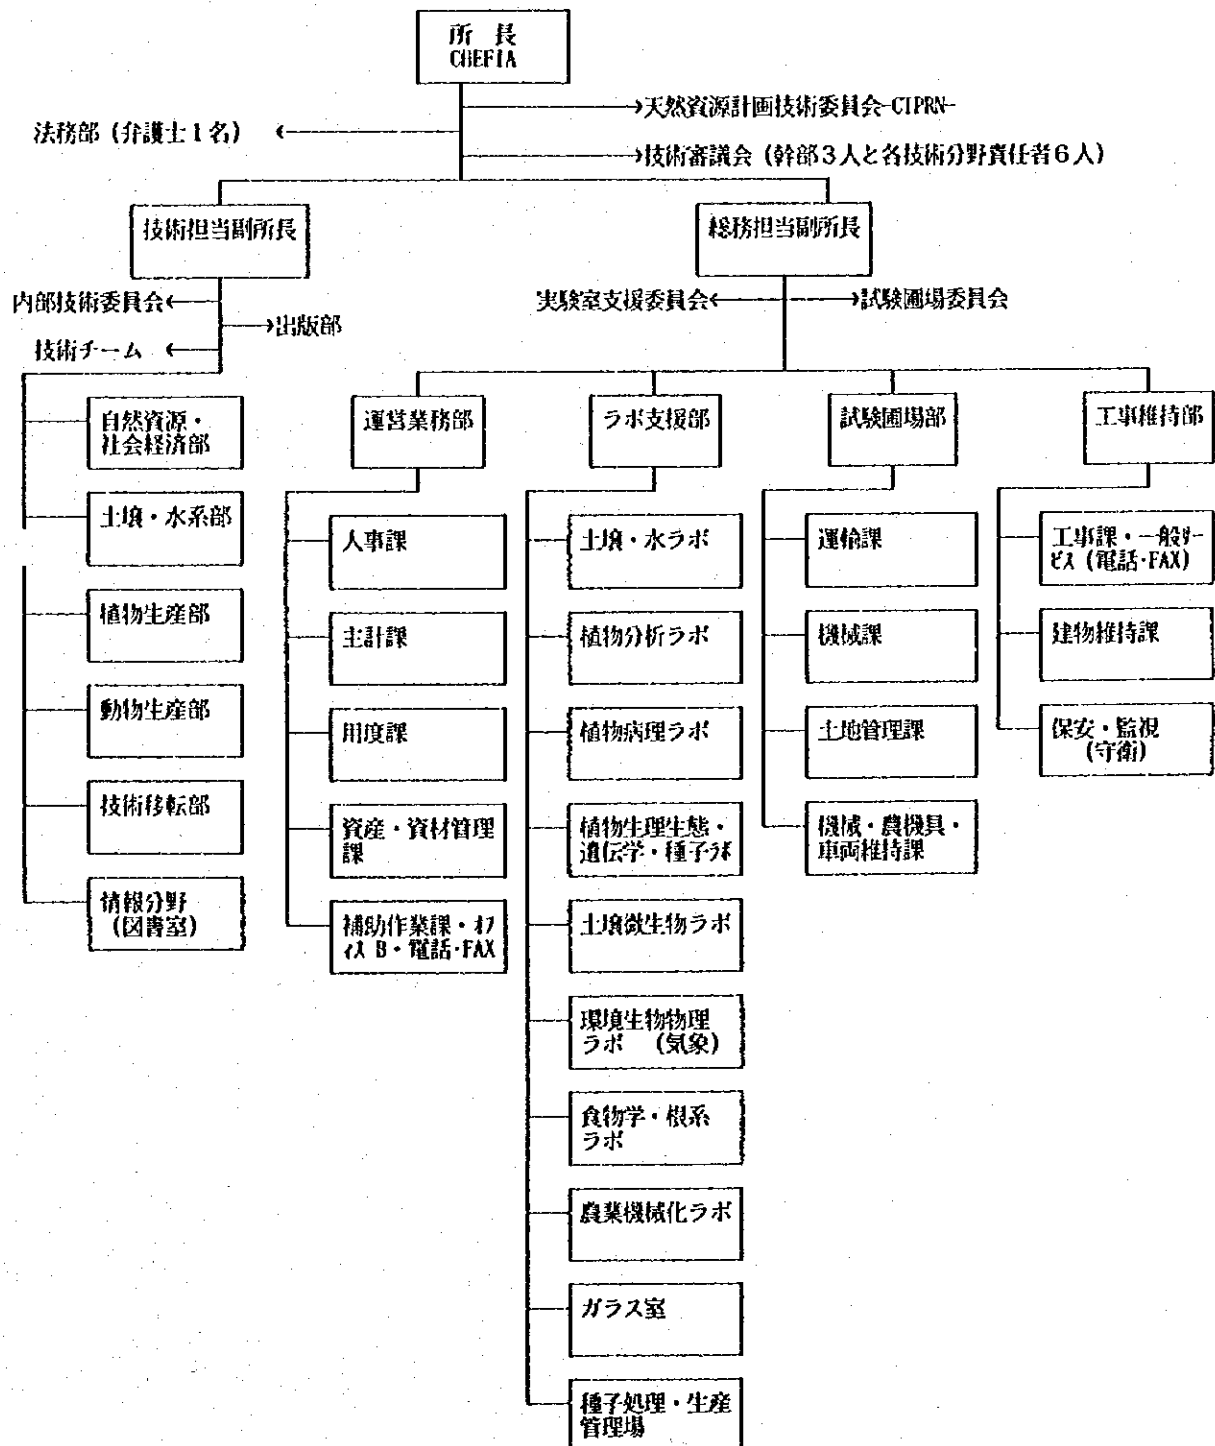 所 長
CHEFIA
→天然資源計画技術委員会-CTPRN-
法務部（弁護士１名） ←
→技術審議会（幹部３人と各技術分野責任者６人）
技術担当副所長
総務担当副所長
内部技術委員会←
実験室支援委員会←
→試験圃場委員会
→出版部
技術チーム ←
自然資源・
社会経済部
運営業務部
ラボ支援部
試験圃場部
工事維持部
土壌・水系部
植物生産部
動物生産部
技術移転部
情報分野
（図書室）
人事課
主計課
用度課
資産・資材管理
課
補助作業課・オフ
ィス B・電話・FAX
土壌・水ラボ
植物分析ラボ
植物病理ラボ
植物生理生態・
遺伝学・種子ラボ
土壌微生物ラボ
環境生物物理
ラボ （気象）
食物学・根系
ラボ
農業機械化ラボ
ガラス室
種子処理・生産
管理場
運輸課
機械課
土地管理課
機械・農機具・
車両維持課
工事課・一般サー
ビス（電話・FAX）
建物維持課
保安・監視
（守衛）